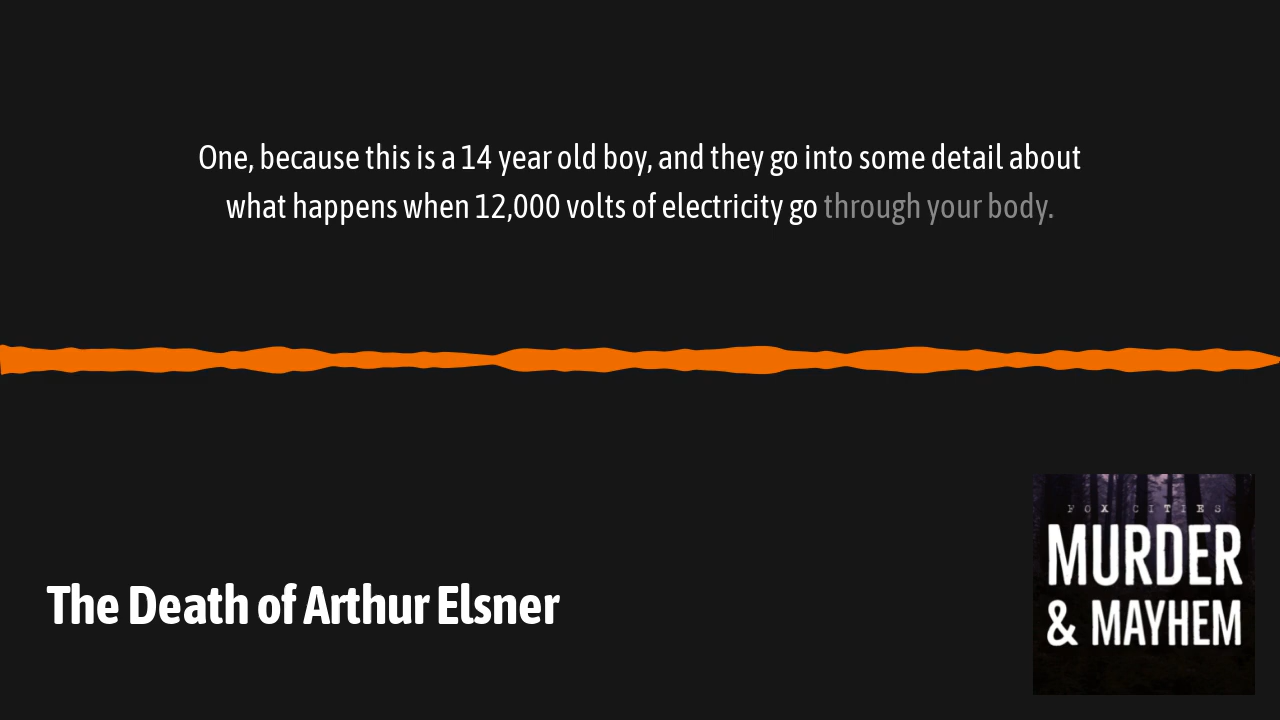 One, because this is a 14 year old boy, and they go into some detail about
what happens when 12,000 volts of electricity go through your body.
The Death of Arthur Elsner
FOX CITIES
MURDER
& MAYHEM